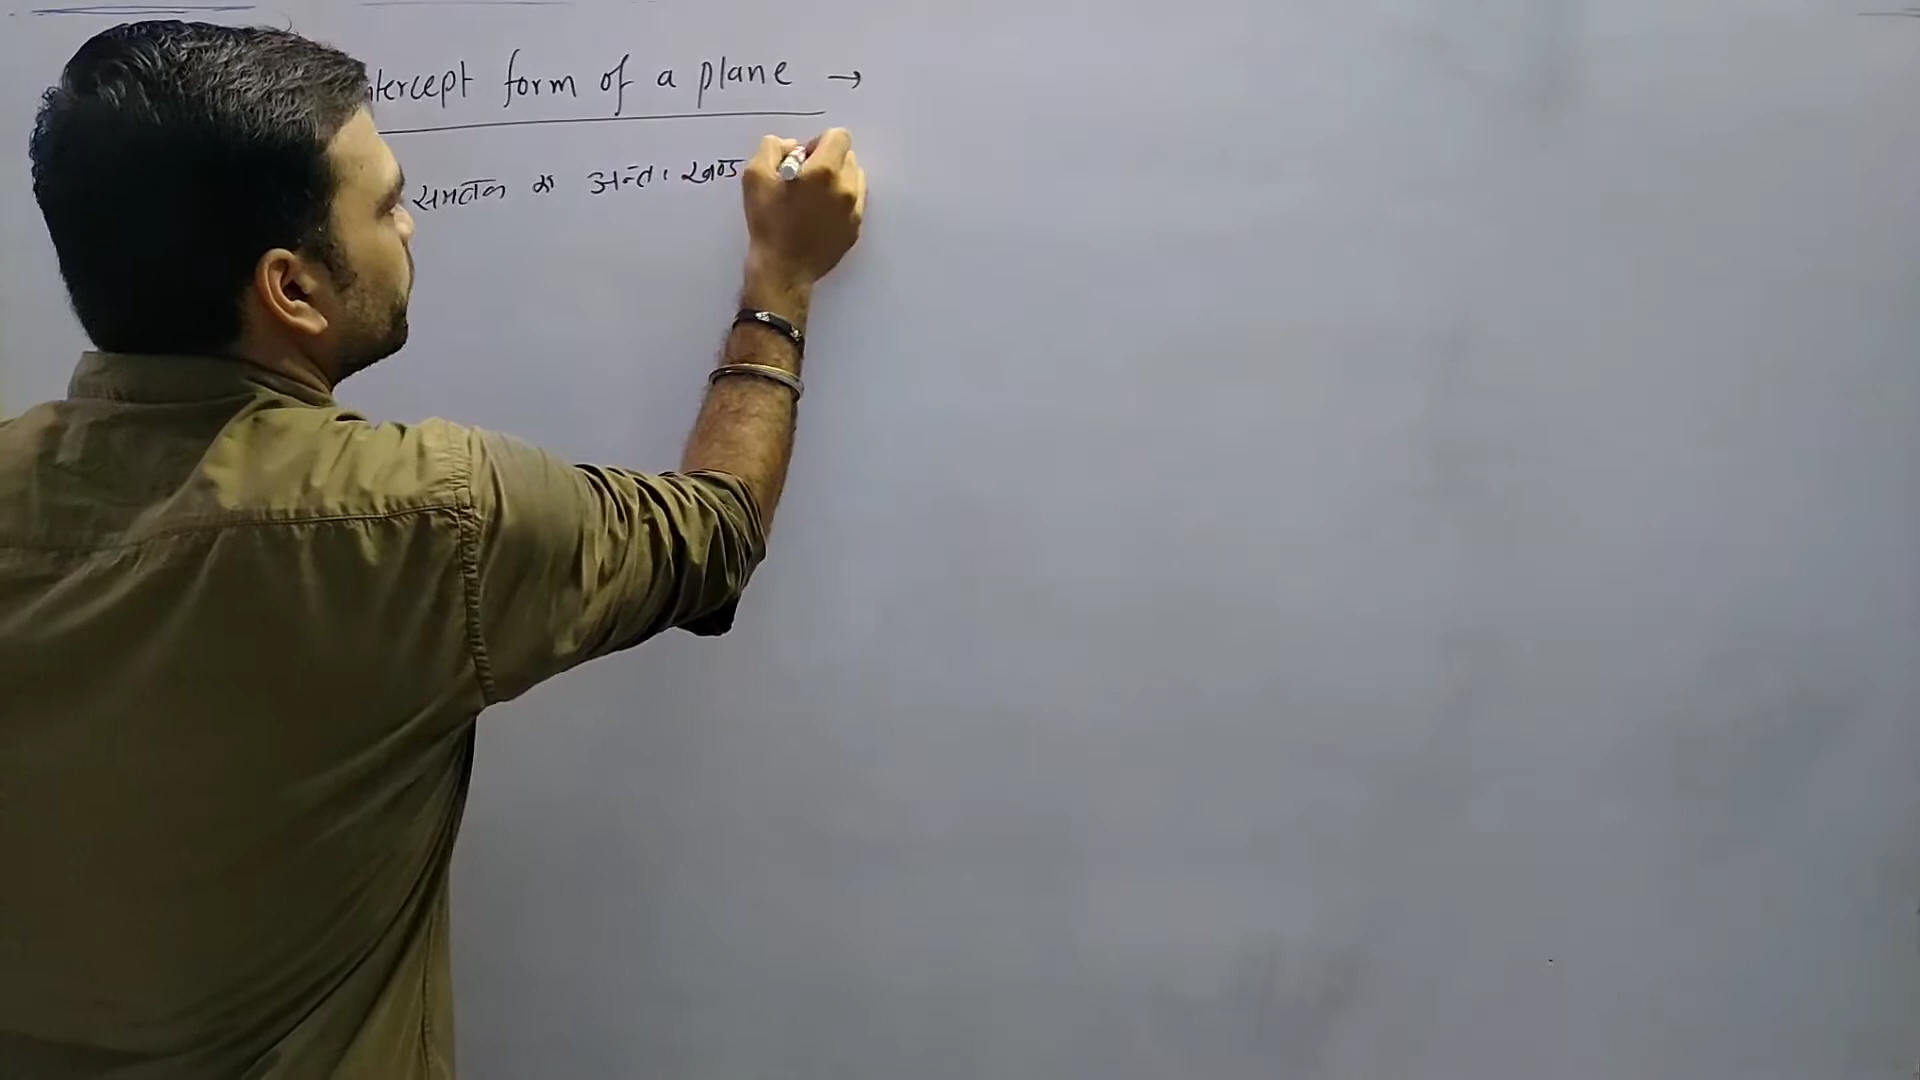 ntercept form of a plane →
समतल का अन्तः खण्ड